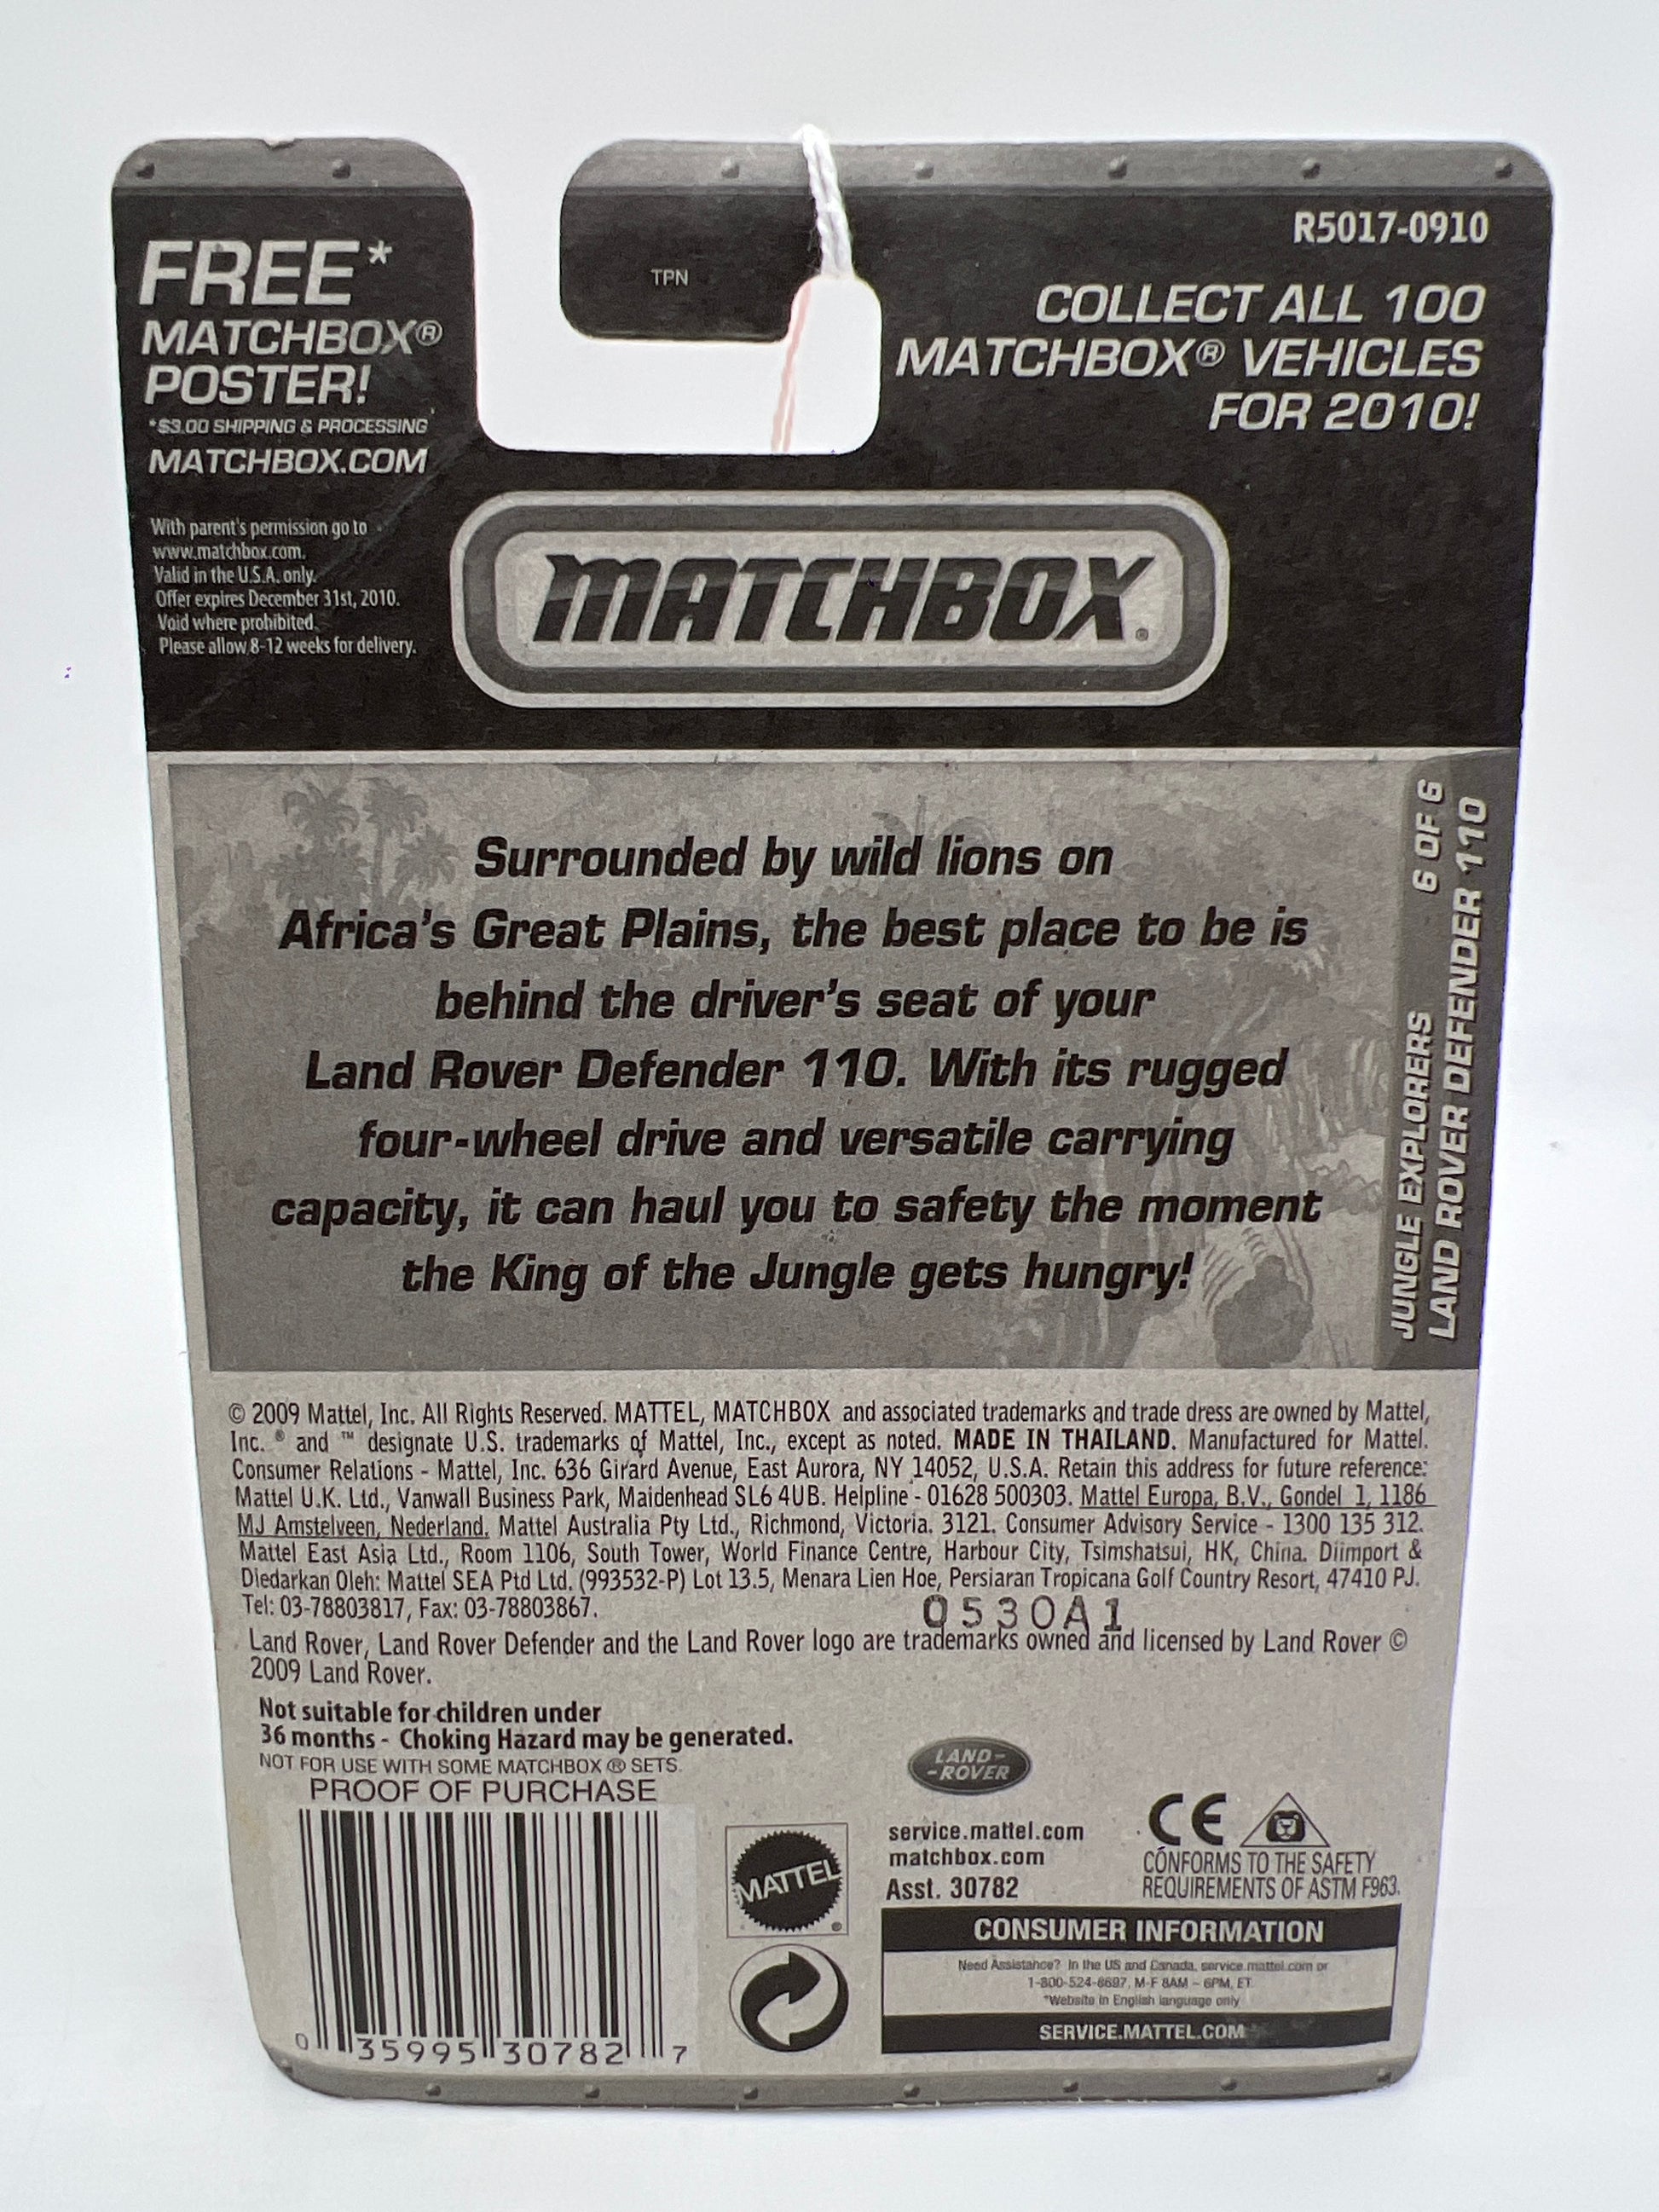 FREE*
MATCHBOX®
POSTER!
*$3.00 SHIPPING & PROCESSING
MATCHBOX.COM
With parent's permission go to
www.matchbox.com.
Valid in the U.S.A. only.
Offer expires December 31st, 2010.
Void where prohibited.
Please allow 8-12 weeks for delivery.
TPN
R5017-0910
COLLECT ALL 100
MATCHBOX® VEHICLES
FOR 2010!
MATCHBOX®
Surrounded by wild lions on
Africa's Great Plains, the best place to be is
behind the driver's seat of your
Land Rover Defender 110. With its rugged
four-wheel drive and versatile carrying
capacity, it can haul you to safety the moment
the King of the Jungle gets hungry!
JUNGLE EXPLORERS 6 OF 6
LAND ROVER DEFENDER 110
© 2009 Mattel, Inc. All Rights Reserved. MATTEL, MATCHBOX and associated trademarks and trade dress are owned by Mattel,
Inc. ® and ™ designate U.S. trademarks of Mattel, Inc., except as noted. MADE IN THAILAND. Manufactured for Mattel.
Consumer Relations - Mattel, Inc. 636 Girard Avenue, East Aurora, NY 14052, U.S.A. Retain this address for future reference:
Mattel U.K. Ltd., Vanwall Business Park, Maidenhead SL6 4UB. Helpline - 01628 500303. Mattel Europa, B.V., Gondel 1, 1186
MJ Amstelveen, Nederland. Mattel Australia Pty Ltd., Richmond, Victoria. 3121. Consumer Advisory Service - 1300 135 312.
Mattel East Asia Ltd., Room 1106, South Tower, World Finance Centre, Harbour City, Tsimshatsui, HK, China. Diimport &
Diedarkan Oleh: Mattel SEA Ptd Ltd. (993532-P) Lot 13.5, Menara Lien Hoe, Persiaran Tropicana Golf Country Resort, 47410 PJ.
Tel: 03-78803817, Fax: 03-78803867.
0530A1
Land Rover, Land Rover Defender and the Land Rover logo are trademarks owned and licensed by Land Rover ©
2009 Land Rover.
Not suitable for children under
36 months - Choking Hazard may be generated.
NOT FOR USE WITH SOME MATCHBOX ® SETS.
PROOF OF PURCHASE
0 35995 30782 7
MATTEL®
LAND-
-ROVER
service.mattel.com
matchbox.com
Asst. 30782
CE
CONFORMS TO THE SAFETY
REQUIREMENTS OF ASTM F963.
CONSUMER INFORMATION
Need Assistance? In the US and Canada, service.mattel.com or
1-800-524-8697, M-F 8AM – 6PM, ET
*Website in English language only
SERVICE.MATTEL.COM